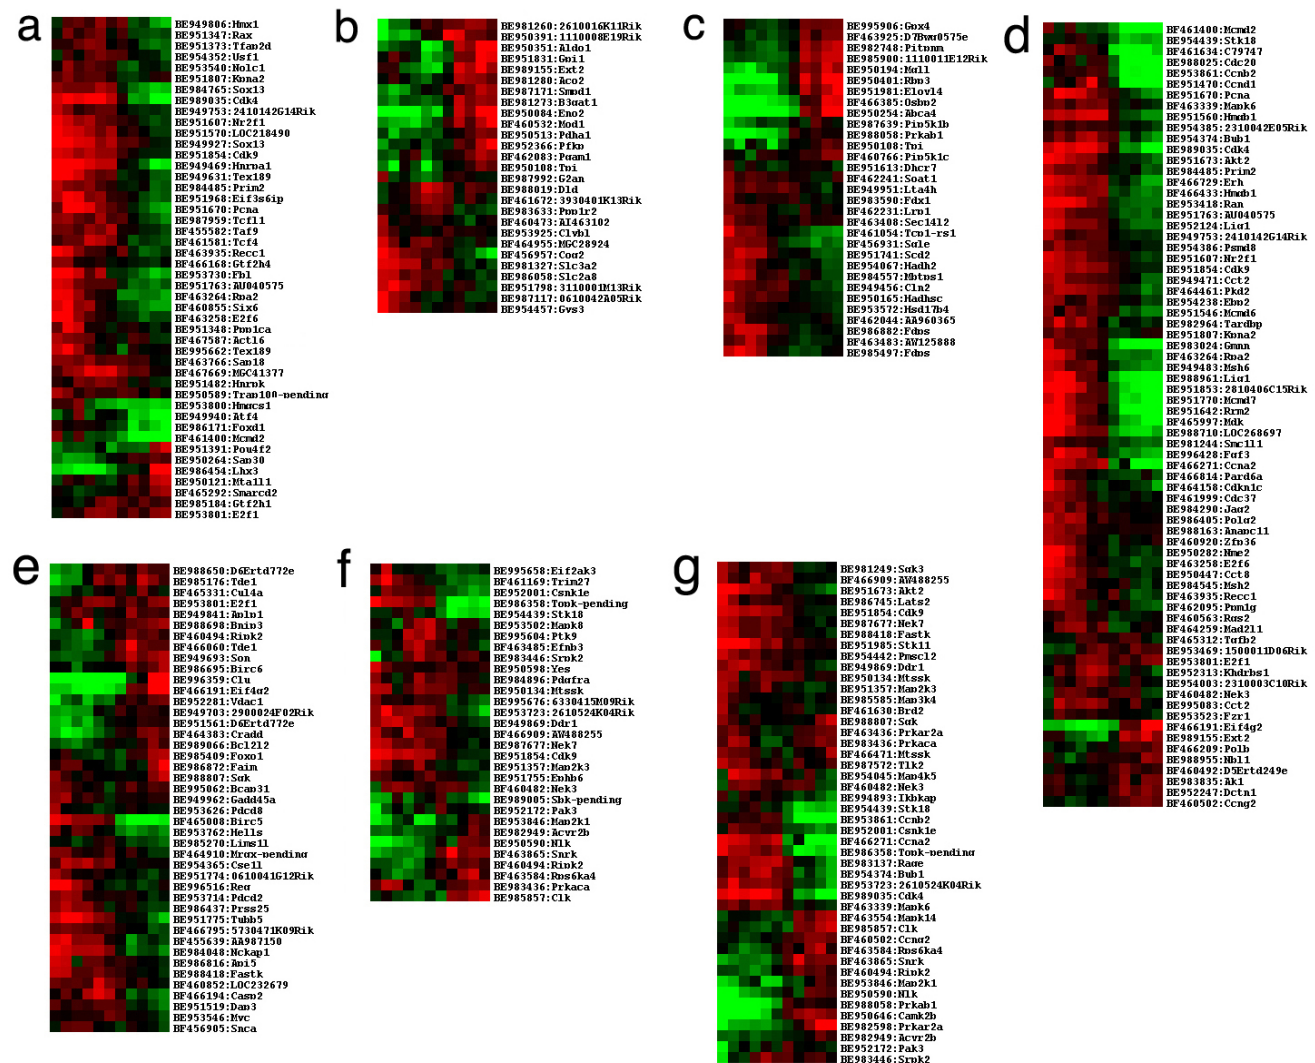 a
BE949806:Hmx1
BE951347:Rax
BE951373:Tfap2d
BE954352:Usf1
BE953540:Nolc1
BE951807:Kpna2
BE984765:Sox13
BE989035:Cdk4
BE949753:2410142G14Rik
BE951607:Nr2f1
BE951570:LOC218490
BE949927:Sox13
BE951854:Cdk9
BE949469:Hnrpa1
BE949631:Tex189
BE984485:Prim2
BE951968:Eif3s6ip
BE951670:Pcna
BE987959:Tcfl1
BF455582:Taf9
BF461581:Tcf4
BF463935:Recc1
BF466168:Gtf2h4
BE953730:Fbl
BE951763:AU040575
BF463264:Rpa2
BF460855:Six6
BF463258:E2f6
BE951348:Ppp1ca
BF467587:Actl6
BE995662:Tex189
BF463766:Sap18
BF467669:MGC41377
BE951482:Hnrpk
BE950589:Trap100-pending
BE953800:Hmgcs1
BE949940:Atf4
BE986171:Foxd1
BF461400:Mcmd2
BE951391:Pou4f2
BE950264:Sap30
BE986454:Lhx3
BE950121:Mta1l1
BF465292:Smarcd2
BE985184:Gtf2h1
BE953801:E2f1
b
BE981260:2610016K11Rik
BE950391:1110008E19Rik
BE950351:Aldo1
BE951831:Gpi1
BE989155:Ext2
BE981280:Aco2
BE987171:Smpd1
BE981273:B3gat1
BE950084:Eno2
BF460532:Mod1
BE950513:Pdha1
BE952366:Pfkp
BF462083:Pgam1
BE950108:Tpi
BE987992:G2an
BE988019:Dld
BF461672:3930401K13Rik
BE983633:Ppp1r2
BF460473:AI463102
BE953925:Clybl
BF464955:MGC28924
BF456957:Coq2
BE981327:Slc3a2
BE986058:Slc2a8
BE951798:3110001M13Rik
BE987117:0610042A05Rik
BE954457:Gys3
c
BE995906:Gpx4
BF463925:D7Bwg0575e
BE982748:Pitpnm
BE985900:1110011E12Rik
BE950194:Mgll
BE950401:Rbp3
BE951981:Elovl4
BF466385:Osbp2
BE950254:Abca4
BE987639:Pip5k1b
BE988058:Prkab1
BE950108:Tpi
BF460766:Pip5k1c
BE951613:Dhcr7
BF462241:Soat1
BE949951:Lta4h
BE983590:Fdx1
BF462231:Lrp1
BF463408:Sec14l2
BF461054:Tcp1-rs1
BF456931:Sqle
BE951741:Scd2
BE954067:Hadh2
BE984557:Mbtps1
BE949456:Cln2
BE950165:Hadhsc
BE953572:Hsd17b4
BF462044:AA960365
BE986882:Fdps
BF463483:AW125888
BE985497:Fdps
d
BF461400:Mcmd2
BE954439:Stk18
BF461634:C79747
BE988025:Cdc20
BE953861:Ccnb2
BE951470:Ccnd1
BE951670:Pcna
BF463339:Mapk6
BE951560:Hmgb1
BE954385:2310042E05Rik
BE954374:Bub1
BE989035:Cdk4
BE951673:Akt2
BE984485:Prim2
BF466729:Erh
BF466433:Hmgb1
BE953418:Ran
BE951763:AU040575
BE952124:Lig1
BE949753:2410142G14Rik
BE954386:Psmd8
BE951607:Nr2f1
BE951854:Cdk9
BE949471:Cct2
BF464461:Pkd2
BE954238:Ebp2
BE951546:Mcmd6
BE982964:Tardbp
BE951807:Kpna2
BE983024:Gmnn
BF463264:Rpa2
BE949483:Msh6
BE988961:Lig1
BE951853:2810406C15Rik
BE951770:Mcmd7
BE951642:Rrm2
BF465997:Mdk
BE988710:LOC268697
BE981244:Smc1l1
BE996428:Fgf3
BF466271:Ccna2
BF466814:Pard6a
BF464158:Cdkn1c
BF461999:Cdc37
BE984290:Jag2
BE986405:Polg2
BE988163:Anapc11
BF460920:Zfp36
BE950282:Nme2
BF463258:E2f6
BE950447:Cct8
BE984545:Msh2
BF463935:Recc1
BF462095:Ppm1g
BF460563:Rgs2
BF464259:Mad2l1
BF465312:Tgfb2
BE953469:1500011D06Rik
BE953801:E2f1
BE952313:Khdrbs1
BE954003:2310003C10Rik
BF460482:Nek3
BE995083:Cct2
BE953523:Fzr1
BF466191:Eif4g2
BE989155:Ext2
BF466209:Polb
BE988955:Nbl1
BF460492:D5Ertd249e
BE983835:Ak1
BE952247:Dctn1
BF460502:Ccng2
e
BE988650:D6Ertd772e
BE985176:Tde1
BF465331:Cul4a
BE953801:E2f1
BE949841:Aplp1
BE988698:Bnip3
BF460494:Ripk2
BF466060:Tde1
BE949693:Son
BE986695:Birc6
BE996359:Clu
BF466191:Eif4g2
BE952281:Vdac1
BE949703:2900024F02Rik
BE951561:D6Ertd772e
BF464383:Cradd
BE989066:Bcl2l2
BE985409:Foxo1
BE986872:Faim
BE988807:Sgk
BE995062:Bcap31
BE949962:Gadd45a
BE953626:Pdcd8
BF465008:Birc5
BE953762:Hells
BE985270:Lims1l
BF464910:Mrgx-pending
BE954365:Cse1l
BE951774:0610041G12Rik
BE996516:Reg
BE953714:Pdcd2
BE986437:Prss25
BE951775:Tubb5
BF466795:5730471K09Rik
BF455639:AA987150
BE984048:Nckap1
BE986816:Api5
BE988418:Fastk
BF460852:LOC232679
BF466194:Casp2
BE951519:Dap3
BE953546:Myc
BF456905:Snca
f
BE995658:Eif2ak3
BF461169:Trim27
BE952001:Csnk1e
BE986358:Topk-pending
BE954439:Stk18
BE953502:Mapk8
BE995604:Ptk9
BF463485:Efnb3
BE983446:Srpk2
BE950598:Yes
BE984896:Pdgfra
BE950134:Mtssk
BE995676:6330415M09Rik
BE953723:2610524K04Rik
BE949869:Ddr1
BF466909:AW488255
BE987677:Nek7
BE951854:Cdk9
BE951357:Map2k3
BE951755:Ephb6
BF460482:Nek3
BE989005:Sbk-pending
BE952172:Pak3
BE953846:Map2k1
BE982949:Acvr2b
BE950590:Nlk
BF463865:Snrk
BF460494:Ripk2
BF463584:Rps6ka4
BE983436:Prkaca
BE985857:Clk
g
BE981249:Sgk3
BF466909:AW488255
BE951673:Akt2
BE986745:Lats2
BE951854:Cdk9
BE987677:Nek7
BE988418:Fastk
BE951985:Stk11
BE954442:Pmscl2
BE949869:Ddr1
BE950134:Mtssk
BE951357:Map2k3
BE985585:Map3k4
BF461630:Brd2
BE988807:Sgk
BF463436:Prkar2a
BE983436:Prkaca
BF466471:Mtssk
BE987572:Tlk2
BE954045:Map4k5
BF460482:Nek3
BE994893:Ikbkap
BE954439:Stk18
BE953861:Ccnb2
BE952001:Csnk1e
BF466271:Ccna2
BE986358:Topk-pending
BE983137:Rage
BE954374:Bub1
BE953723:2610524K04Rik
BE989035:Cdk4
BF463339:Mapk6
BF463554:Mapk14
BE985857:Clk
BF460502:Ccng2
BF463584:Rps6ka4
BF463865:Snrk
BF460494:Ripk2
BE953846:Map2k1
BE950590:Nlk
BE988058:Prkab1
BE950646:Camk2b
BE982598:Prkar2a
BE982949:Acvr2b
BE952172:Pak3
BE983446:Srpk2